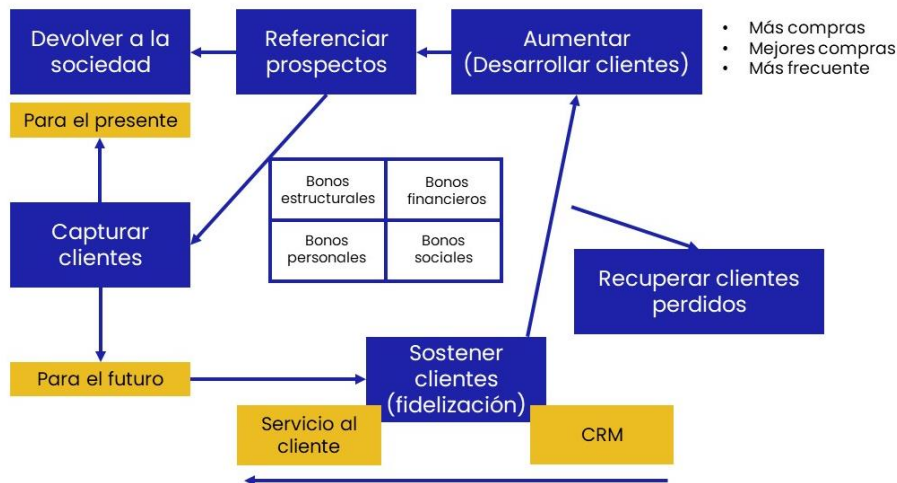 Devolver a la
sociedad
Referenciar
prospectos
Aumentar
(Desarrollar clientes)
• Más compras
• Mejores compras
• Más frecuente
Para el presente
Bonos
estructurales
Bonos
financieros
Bonos
personales
Bonos
sociales
Capturar
clientes
Recuperar clientes
perdidos
Para el futuro
Sostener
clientes
(fidelización)
Servicio al
cliente
CRM